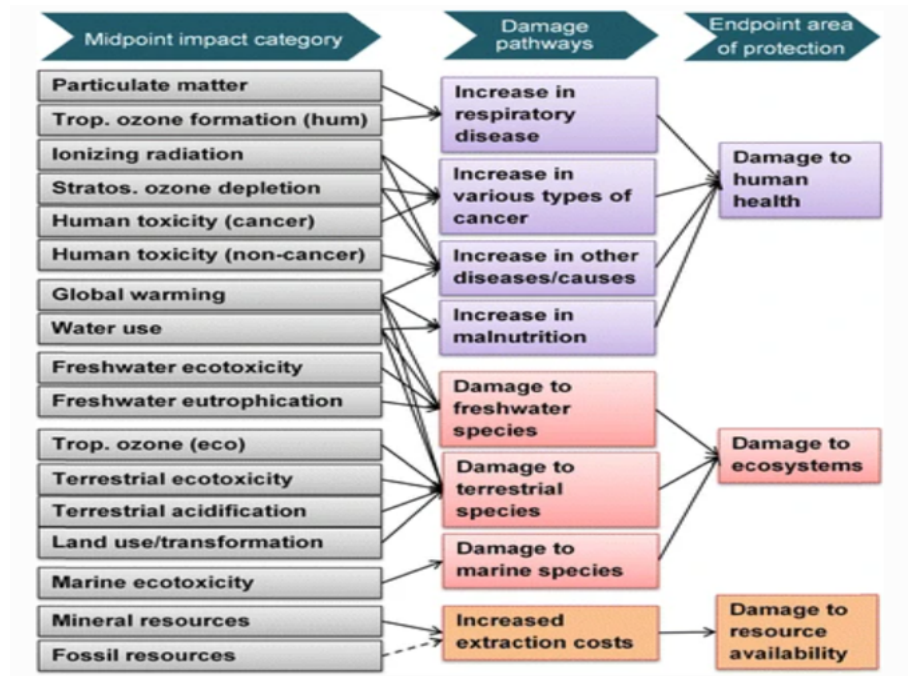 Midpoint impact category
Damage
pathways
Endpoint area
of protection
Particulate matter
Trop. ozone formation (hum)
Ionizing radiation
Stratos. ozone depletion
Human toxicity (cancer)
Human toxicity (non-cancer)
Global warming
Water use
Freshwater ecotoxicity
Freshwater eutrophication
Trop. ozone (eco)
Terrestrial ecotoxicity
Terrestrial acidification
Land use/transformation
Marine ecotoxicity
Mineral resources
Fossil resources
Increase in
respiratory
disease
Increase in
various types of
cancer
Increase in other
diseases/causes
Increase in
malnutrition
Damage to
freshwater
species
Damage to
terrestrial
species
Damage to
marine species
Increased
extraction costs
Damage to
human
health
Damage to
ecosystems
Damage to
resource
availability